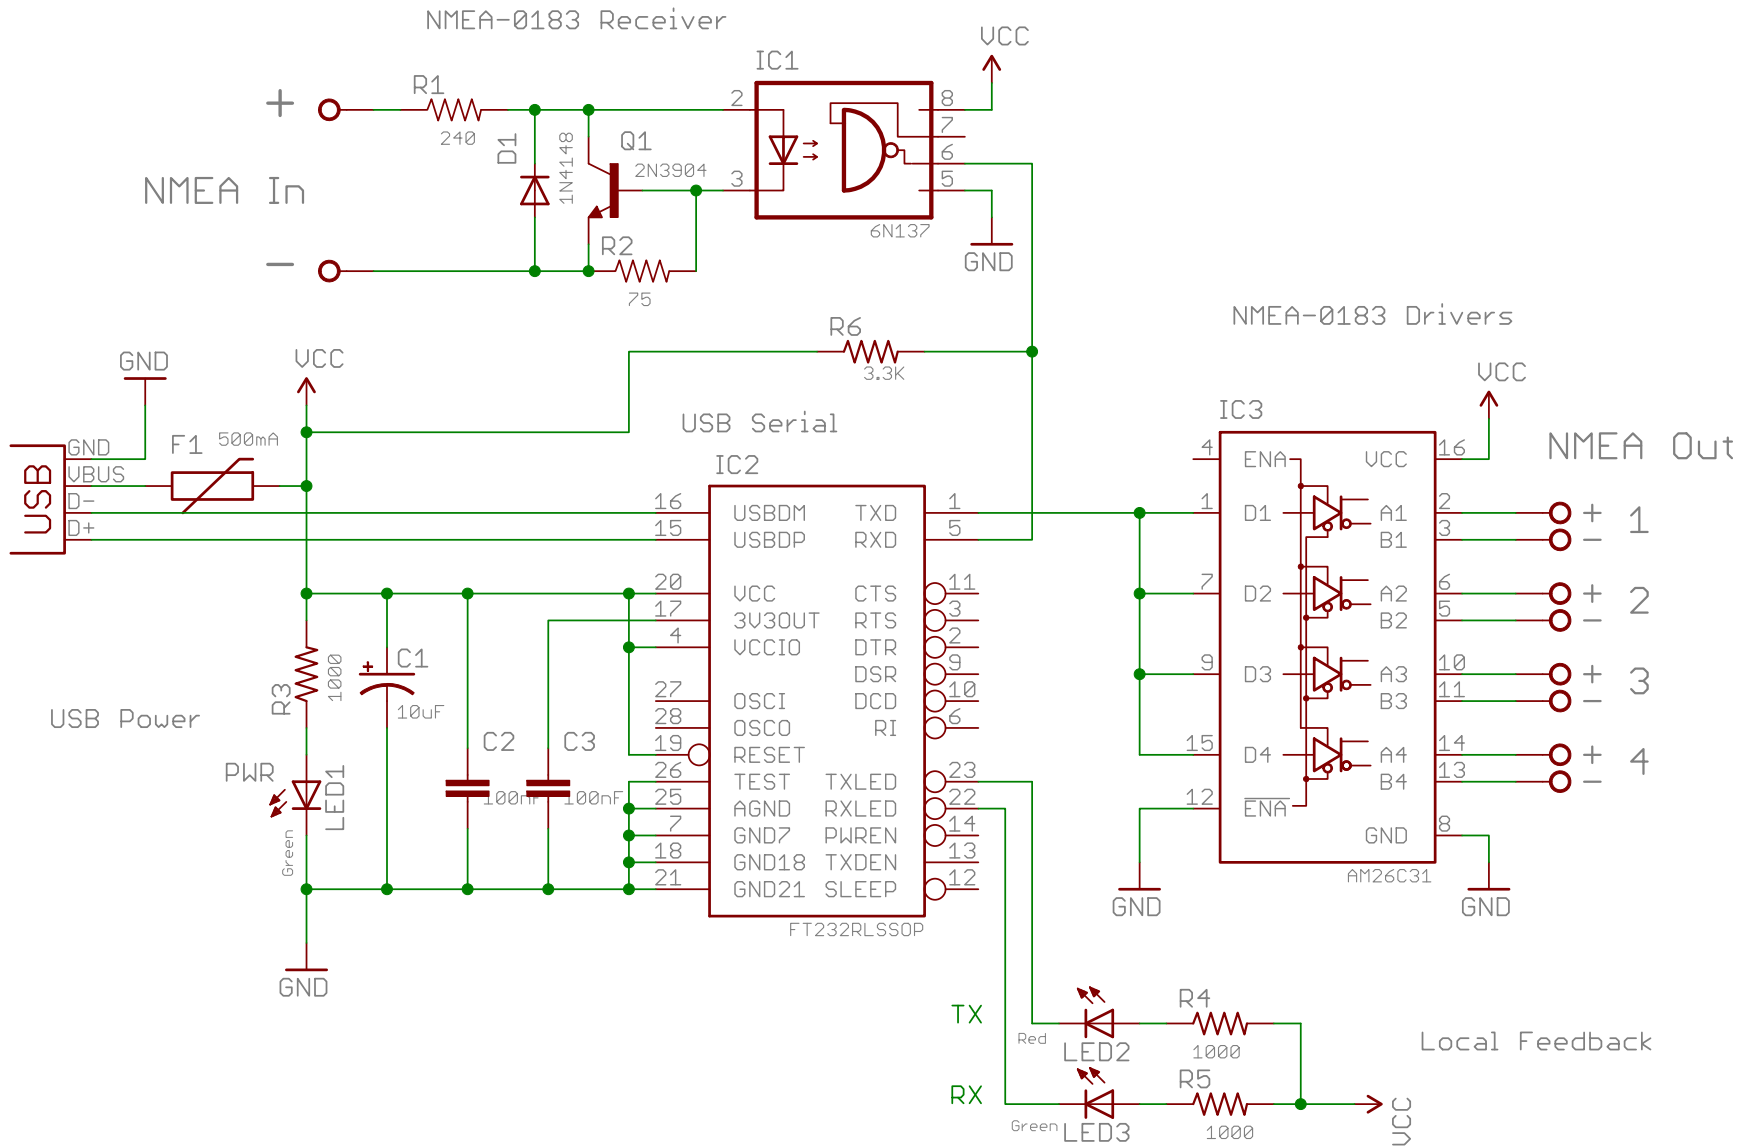 NMEA-0183 Receiver
VCC
IC1
R1
+
240
D1
1N4148
Q1
2N3904
2
3
8
7
6
5
NMEA In
6N137
R2
75
−
GND
NMEA-0183 Drivers
R6
3.3K
GND
VCC
VCC
USB Serial
IC3
F1
500mA
NMEA Out
USB
GND
VBUS
D-
D+
IC2
16 USBDM TXD 1
15 USBDP RXD 5
20 VCC CTS 11
17 3V3OUT RTS 3
4 VCCIO DTR 2
DSR 9
27 OSCI DCD 10
28 OSCO RI 6
19 RESET
26 TEST TXLED 23
25 AGND RXLED 22
7 GND7 PWREN 14
18 GND18 TXDEN 13
21 GND21 SLEEP 12
FT232RLSSOP
4 ENA VCC 16
1 D1 A1 2 + 1
B1 3 −
7 D2 A2 6 + 2
B2 5 −
9 D3 A3 10 + 3
B3 11 −
15 D4 A4 14 + 4
B4 13 −
12 ENA
GND 8
AM26C31
GND
GND
R3
1000
+
C1
10uF
USB Power
C2
100nF
C3
100nF
PWR
LED1
Green
GND
TX
Red
LED2
R4
1000
Local Feedback
RX
Green
LED3
R5
1000
VCC